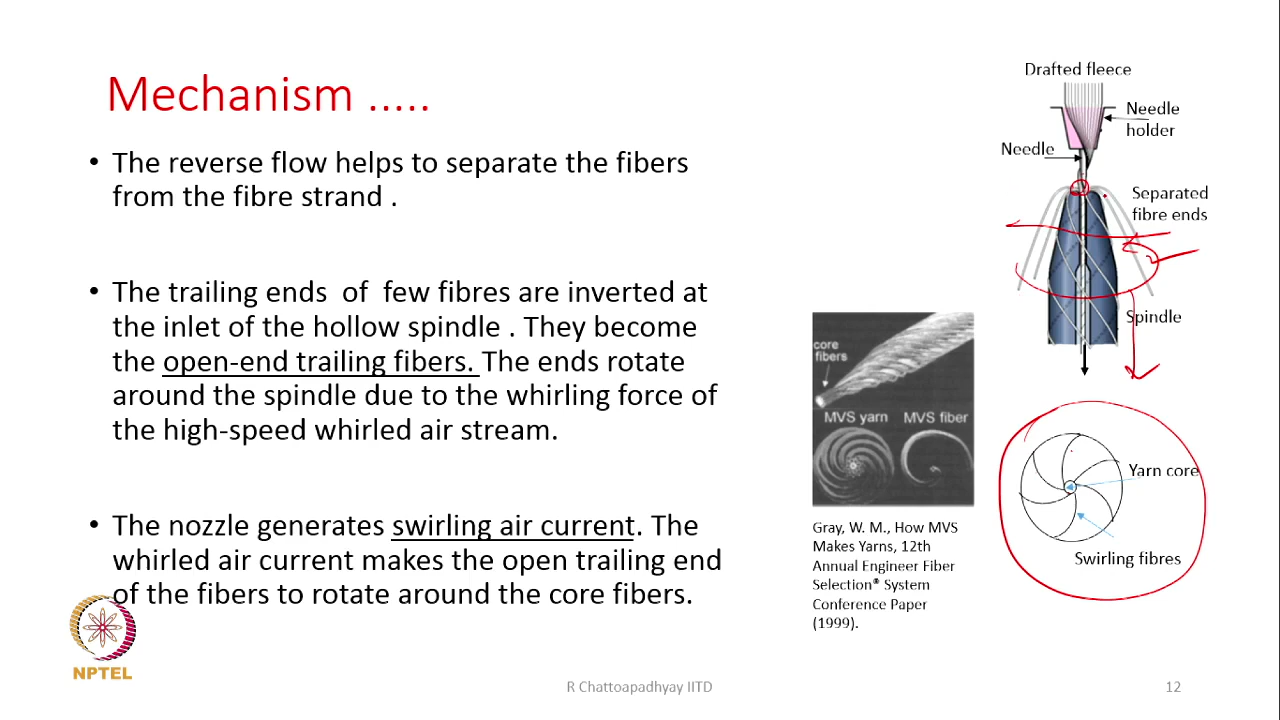 Mechanism .....
• The reverse flow helps to separate the fibers
from the fibre strand .
• The trailing ends of few fibres are inverted at
the inlet of the hollow spindle . They become
the open-end trailing fibers. The ends rotate
around the spindle due to the whirling force of
the high-speed whirled air stream.
• The nozzle generates swirling air current. The
whirled air current makes the open trailing end
of the fibers to rotate around the core fibers.
Drafted fleece
Needle
holder
Needle
Separated
fibre ends
Spindle
core
fibers
MVS yarn
MVS fiber
Yarn core
Swirling fibres
Gray, W. M., How MVS
Makes Yarns, 12th
Annual Engineer Fiber
Selection® System
Conference Paper
(1999).
NPTEL
R Chattoapadhyay IITD
12